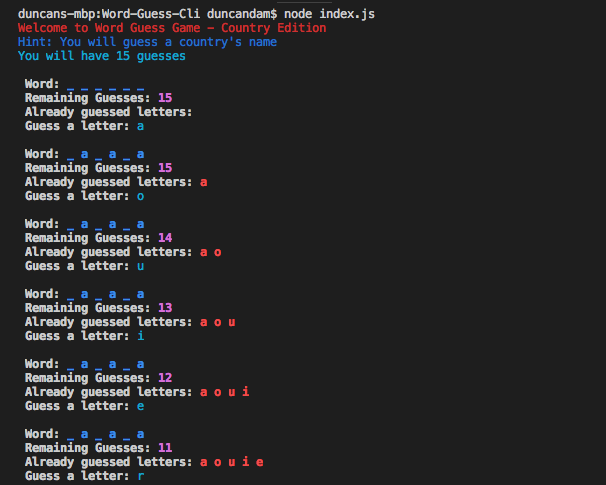 duncans-mbp:Word-Guess-Cli duncandam$ node index.js
Welcome to Word Guess Game - Country Edition
Hint: You will guess a country's name
You will have 15 guesses
Word: _ _ _ _ _ _
Remaining Guesses: 15
Already guessed letters:
Guess a letter: a
Word: _ a _ a _ a
Remaining Guesses: 15
Already guessed letters: a
Guess a letter: o
Word: _ a _ a _ a
Remaining Guesses: 14
Already guessed letters: a o
Guess a letter: u
Word: _ a _ a _ a
Remaining Guesses: 13
Already guessed letters: a o u
Guess a letter: i
Word: _ a _ a _ a
Remaining Guesses: 12
Already guessed letters: a o u i
Guess a letter: e
Word: _ a _ a _ a
Remaining Guesses: 11
Already guessed letters: a o u i e
Guess a letter: r